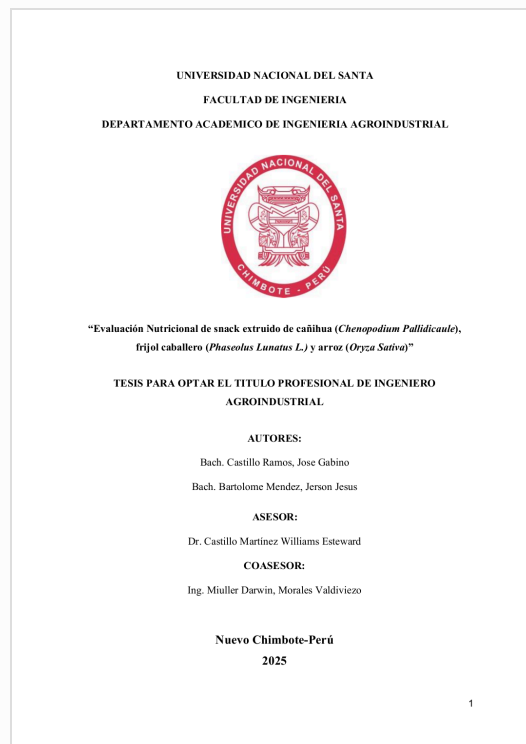 UNIVERSIDAD NACIONAL DEL SANTA
FACULTAD DE INGENIERIA
DEPARTAMENTO ACADEMICO DE INGENIERIA AGROINDUSTRIAL
UNIVERSIDAD NACIONAL DEL SANTA
CHIMBOTE - PERÚ
“Evaluación Nutricional de snack extruido de cañihua (Chenopodium Pallidicaule),
frijol caballero (Phaseolus Lunatus L.) y arroz (Oryza Sativa)”
TESIS PARA OPTAR EL TITULO PROFESIONAL DE INGENIERO
AGROINDUSTRIAL
AUTORES:
Bach. Castillo Ramos, Jose Gabino
Bach. Bartolome Mendez, Jerson Jesus
ASESOR:
Dr. Castillo Martínez Williams Esteward
COASESOR:
Ing. Miuller Darwin, Morales Valdiviezo
Nuevo Chimbote-Perú
2025
1